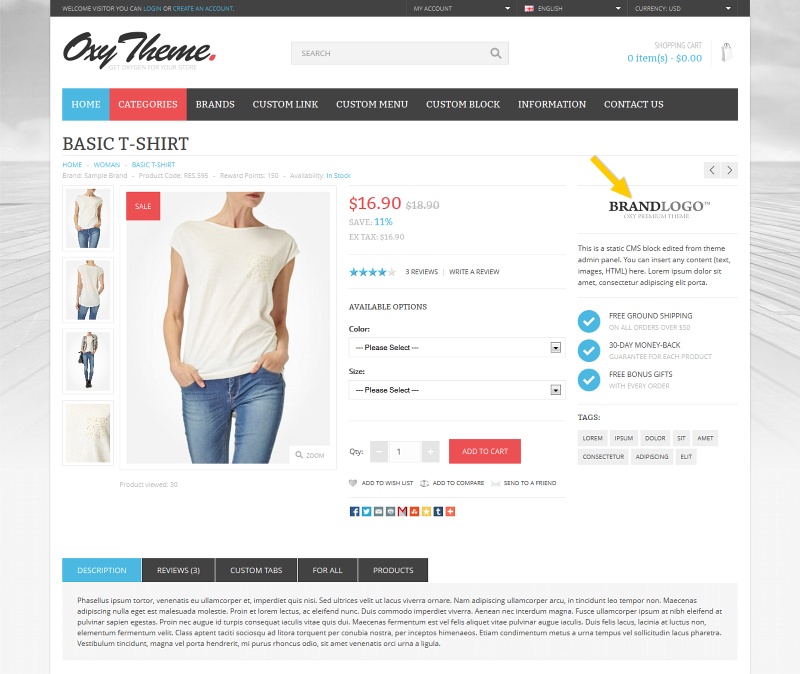 WELCOME VISITOR YOU CAN LOGIN OR CREATE AN ACCOUNT.
MY ACCOUNT
ENGLISH
CURRENCY: USD
Oxy Theme.
GET OXYGEN FOR YOUR STORE
SEARCH
SHOPPING CART
0 item(s) - $0.00
HOME CATEGORIES BRANDS CUSTOM LINK CUSTOM MENU CUSTOM BLOCK INFORMATION CONTACT US
BASIC T-SHIRT
HOME - WOMAN - BASIC T-SHIRT
Brand: Sample Brand - Product Code: RES.595 - Reward Points: 150 - Availability: In Stock
SALE
ZOOM
Product viewed: 30
$16.90 $18.90
SAVE: 11%
EX TAX: $16.90
3 REVIEWS | WRITE A REVIEW
AVAILABLE OPTIONS
Color:
--- Please Select ---
Size:
--- Please Select ---
Qty: − 1 + ADD TO CART
ADD TO WISH LIST ADD TO COMPARE SEND TO A FRIEND
BRANDLOGO™
OXY PREMIUM THEME
This is a static CMS block edited from theme
admin panel. You can insert any content (text,
images, HTML) here. Lorem ipsum dolor sit
amet, consectetur adipiscing elit porta.
FREE GROUND SHIPPING
ON ALL ORDERS OVER $50
30-DAY MONEY-BACK
GUARANTEE FOR EACH PRODUCT
FREE BONUS GIFTS
WITH EVERY ORDER
TAGS:
LOREM IPSUM DOLOR SIT AMET
CONSECTETUR ADIPISCING ELIT
DESCRIPTION REVIEWS (3) CUSTOM TABS FOR ALL PRODUCTS
Phasellus ipsum tortor, venenatis eu ullamcorper et, imperdiet quis nisi. Sed ultrices velit ut lacus viverra ornare. Nam adipiscing ullamcorper arcu, in tincidunt leo tempor non. Maecenas
adipiscing nulla eget est malesuada molestie. Proin et lorem lectus, ac eleifend nunc. Duis commodo imperdiet viverra. Aenean nec interdum magna. Fusce ullamcorper ipsum at nibh eleifend at
pulvinar sapien egestas. Proin nec augue id turpis consequat iaculis vitae quis dui. Maecenas fermentum est vel felis aliquet vitae pulvinar augue iaculis. Duis felis lacus, lacinia at luctus non,
elementum fermentum velit. Class aptent taciti sociosqu ad litora torquent per conubia nostra, per inceptos himenaeos. Etiam condimentum metus a urna tempus vel sollicitudin lacus pharetra.
Vestibulum tincidunt, magna vel porta hendrerit, mi purus rhoncus odio, sit amet venenatis orci urna a ligula.